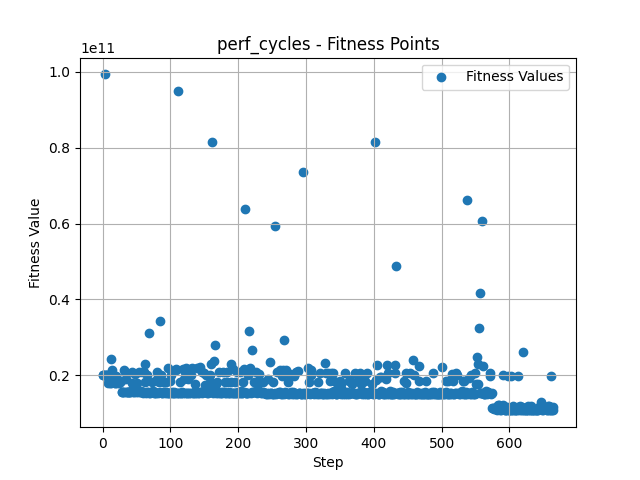 perf_cycles - Fitness Points
1e11
Fitness Values
1.0
0.8
0.6
0.4
0.2
Fitness Value
0 100 200 300 400 500 600
Step